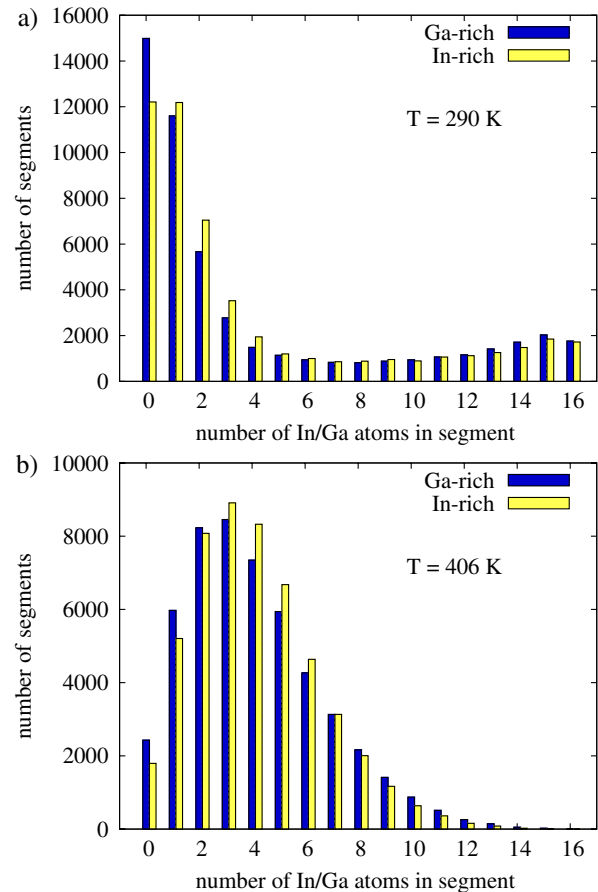 a)
16000
14000
12000
10000
8000
6000
4000
2000
0
number of segments
Ga-rich
In-rich
T = 290 K
0 2 4 6 8 10 12 14 16
number of In/Ga atoms in segment
b)
10000
8000
6000
4000
2000
0
number of segments
Ga-rich
In-rich
T = 406 K
0 2 4 6 8 10 12 14 16
number of In/Ga atoms in segment